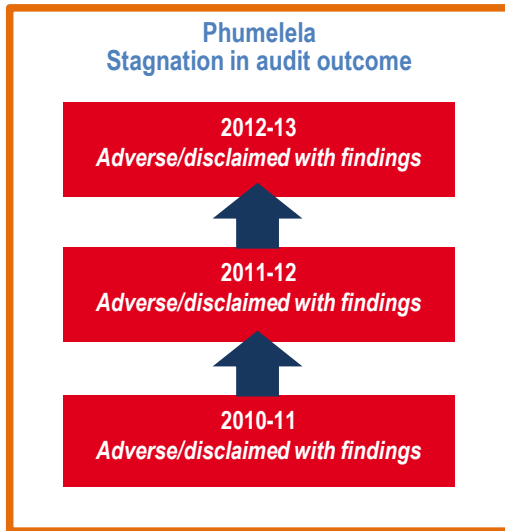 Phumelela
Stagnation in audit outcome
2012-13
Adverse/disclaimed with findings
2011-12
Adverse/disclaimed with findings
2010-11
Adverse/disclaimed with findings